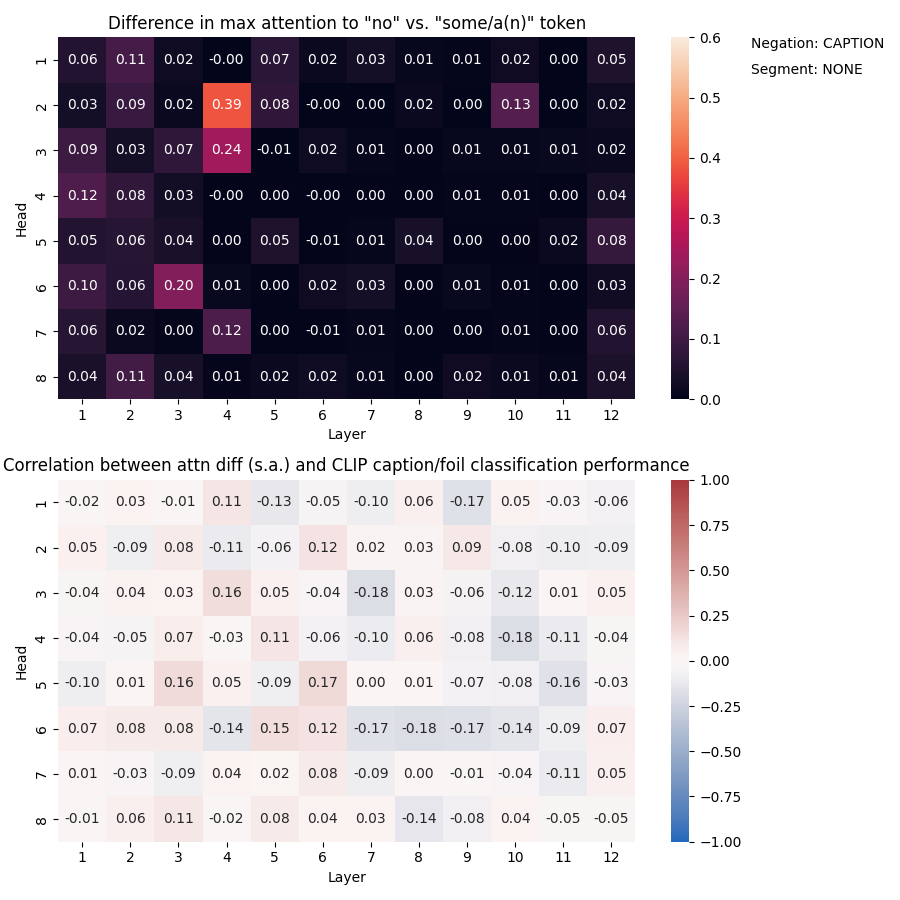 Difference in max attention to "no" vs. "some/a(n)" token
Negation: CAPTION
Segment: NONE
Head
1 0.06 0.11 0.02 -0.00 0.07 0.02 0.03 0.01 0.01 0.02 0.00 0.05
2 0.03 0.09 0.02 0.39 0.08 -0.00 0.00 0.02 0.00 0.13 0.00 0.02
3 0.09 0.03 0.07 0.24 -0.01 0.02 0.01 0.00 0.01 0.01 0.01 0.02
4 0.12 0.08 0.03 -0.00 0.00 -0.00 0.00 0.00 0.01 0.01 0.00 0.04
5 0.05 0.06 0.04 0.00 0.05 -0.01 0.01 0.04 0.00 0.00 0.02 0.08
6 0.10 0.06 0.20 0.01 0.00 0.02 0.03 0.00 0.01 0.01 0.00 0.03
7 0.06 0.02 0.00 0.12 0.00 -0.01 0.01 0.00 0.00 0.01 0.00 0.06
8 0.04 0.11 0.04 0.01 0.02 0.02 0.01 0.00 0.02 0.01 0.01 0.04
1 2 3 4 5 6 7 8 9 10 11 12
Layer
0.6
0.5
0.4
0.3
0.2
0.1
0.0
Correlation between attn diff (s.a.) and CLIP caption/foil classification performance
Head
1 -0.02 0.03 -0.01 0.11 -0.13 -0.05 -0.10 0.06 -0.17 0.05 -0.03 -0.06
2 0.05 -0.09 0.08 -0.11 -0.06 0.12 0.02 0.03 0.09 -0.08 -0.10 -0.09
3 -0.04 0.04 0.03 0.16 0.05 -0.04 -0.18 0.03 -0.06 -0.12 0.01 0.05
4 -0.04 -0.05 0.07 -0.03 0.11 -0.06 -0.10 0.06 -0.08 -0.18 -0.11 -0.04
5 -0.10 0.01 0.16 0.05 -0.09 0.17 0.00 0.01 -0.07 -0.08 -0.16 -0.03
6 0.07 0.08 0.08 -0.14 0.15 0.12 -0.17 -0.18 -0.17 -0.14 -0.09 0.07
7 0.01 -0.03 -0.09 0.04 0.02 0.08 -0.09 0.00 -0.01 -0.04 -0.11 0.05
8 -0.01 0.06 0.11 -0.02 0.08 0.04 0.03 -0.14 -0.08 0.04 -0.05 -0.05
1 2 3 4 5 6 7 8 9 10 11 12
Layer
1.00
0.75
0.50
0.25
0.00
−0.25
−0.50
−0.75
−1.00